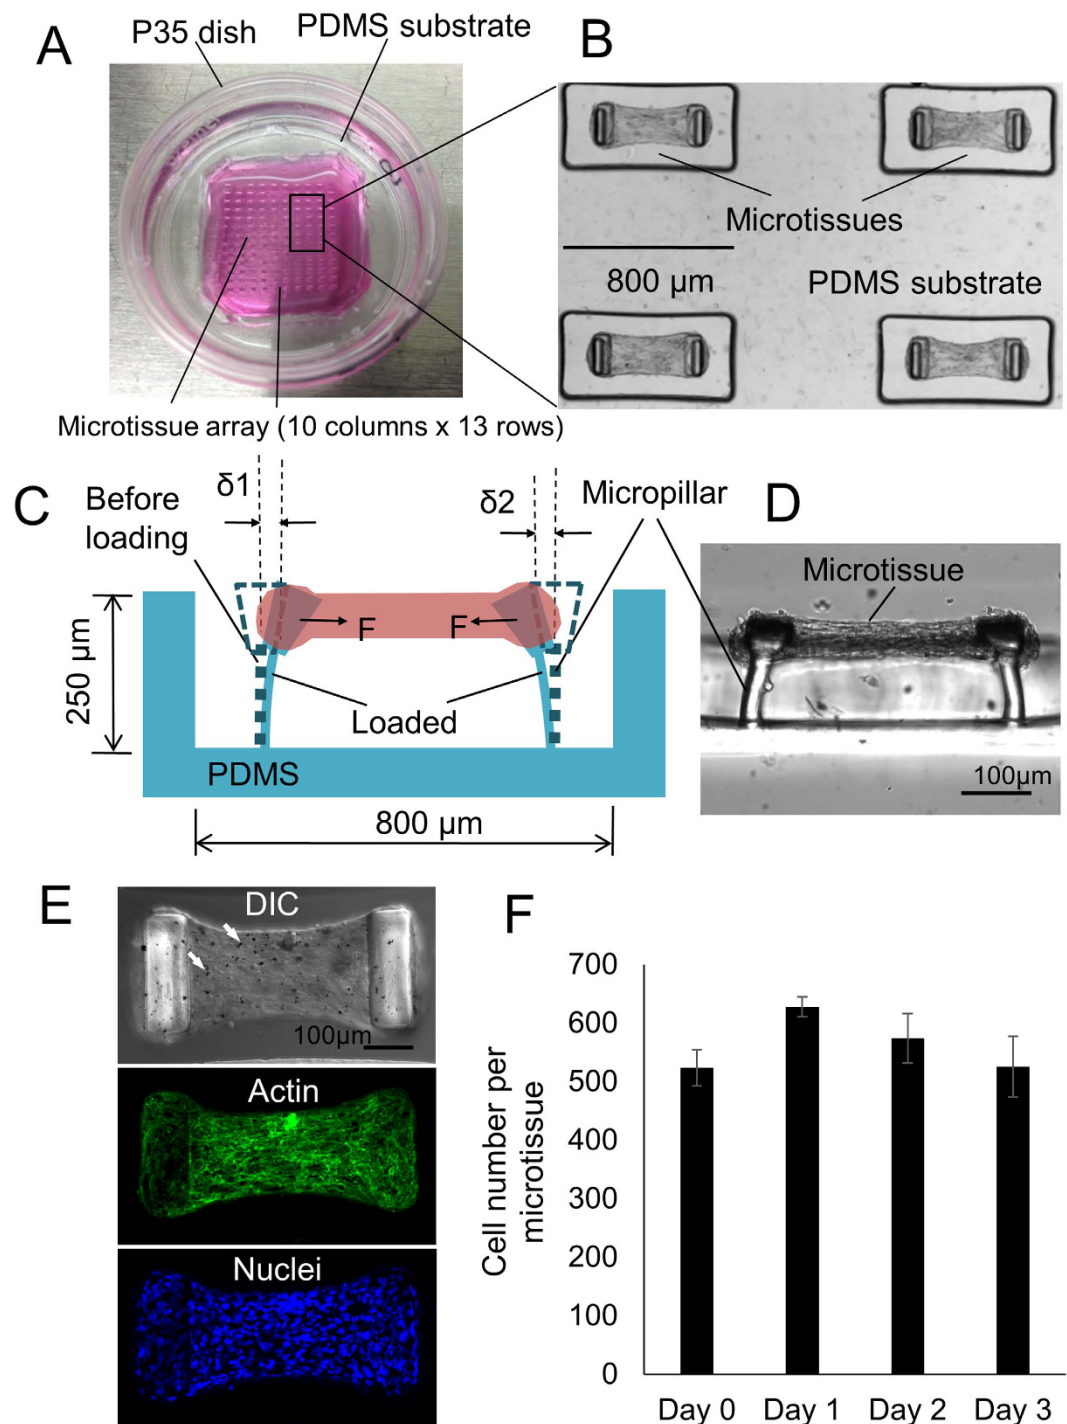 A
P35 dish
PDMS substrate
B
Microtissues
800 µm
PDMS substrate
Microtissue array (10 columns x 13 rows)
C
Before
loading
δ1
δ2
Micropillar
D
Microtissue
F
F
250 µm
Loaded
PDMS
800 µm
100µm
E
DIC
100µm
Actin
Nuclei
F
Cell number per
microtissue
700
600
500
400
300
200
100
0
Day 0
Day 1
Day 2
Day 3